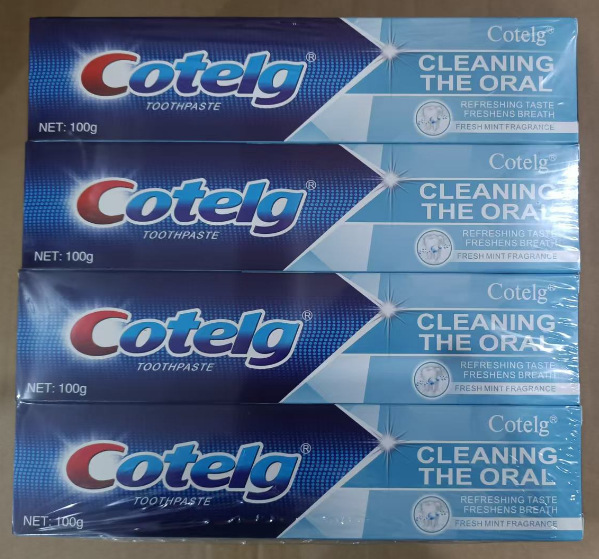 Cotelg®
TOOTHPASTE
NET: 100g
Cotelg®
CLEANING
THE ORAL
REFRESHING TASTE
FRESHENS BREATH
FRESH MINT FRAGRANCE
Cotelg®
TOOTHPASTE
NET: 100g
Cotelg®
CLEANING
THE ORAL
REFRESHING TASTE
FRESHENS BREATH
FRESH MINT FRAGRANCE
Cotelg®
TOOTHPASTE
NET: 100g
Cotelg®
CLEANING
THE ORAL
REFRESHING TASTE
FRESHENS BREATH
FRESH MINT FRAGRANCE
Cotelg®
TOOTHPASTE
NET: 100g
Cotelg®
CLEANING
THE ORAL
REFRESHING TASTE
FRESHENS BREATH
FRESH MINT FRAGRANCE